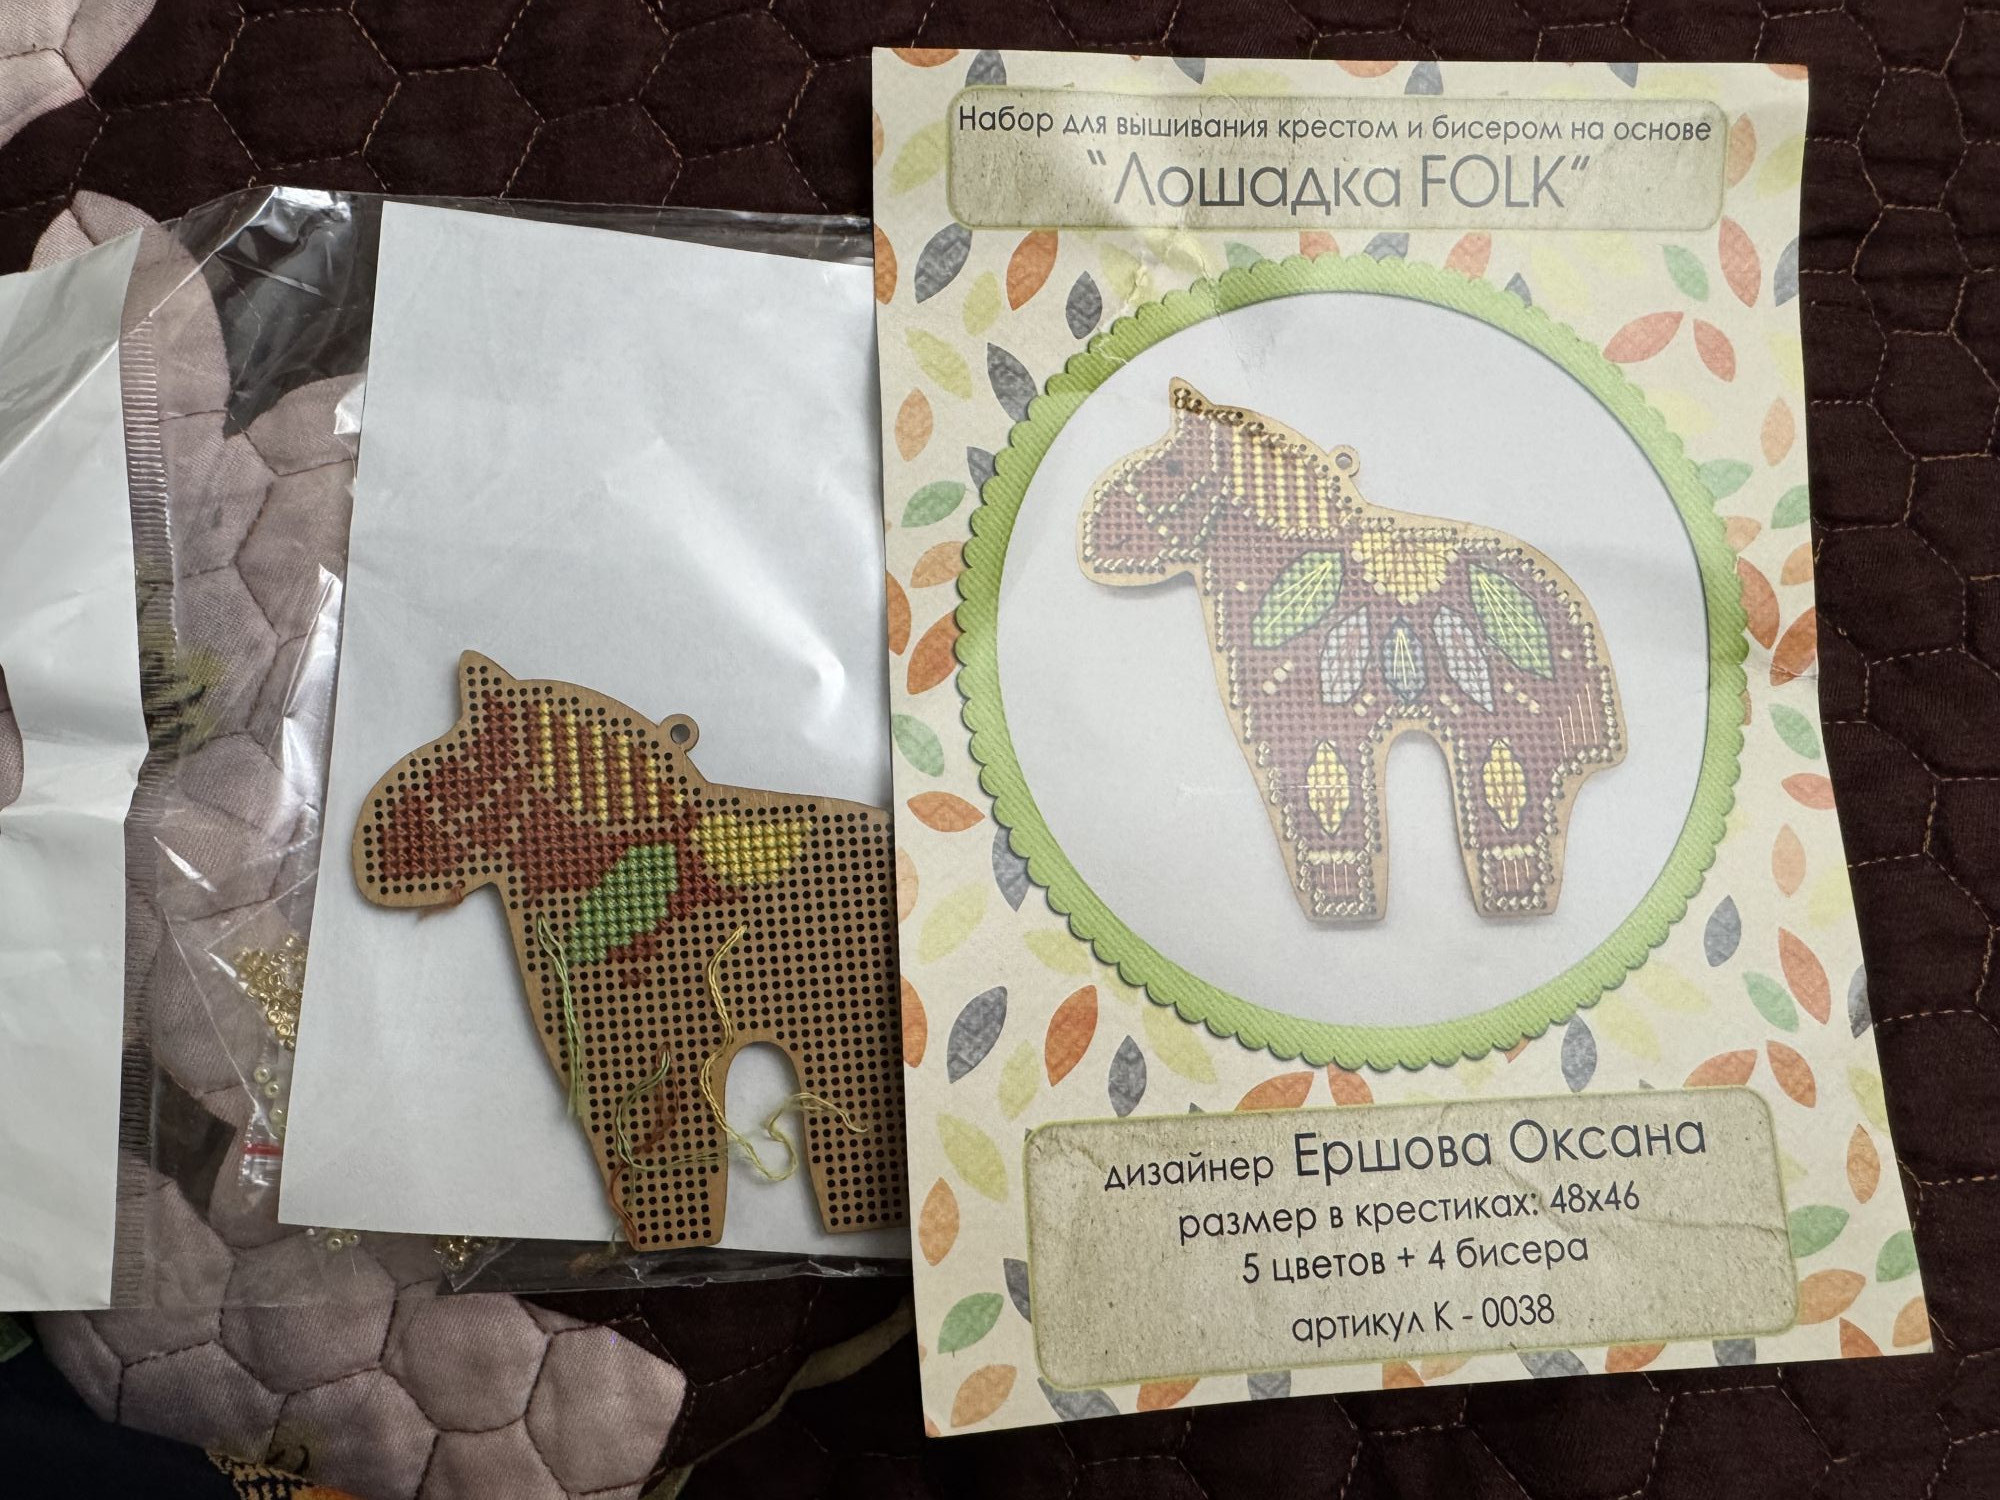 Набор для вышивания крестом и бисером на основе
"Лошадка FOLK"
дизайнер Ершова Оксана
размер в крестиках: 48х46
5 цветов + 4 бисера
артикул К - 0038